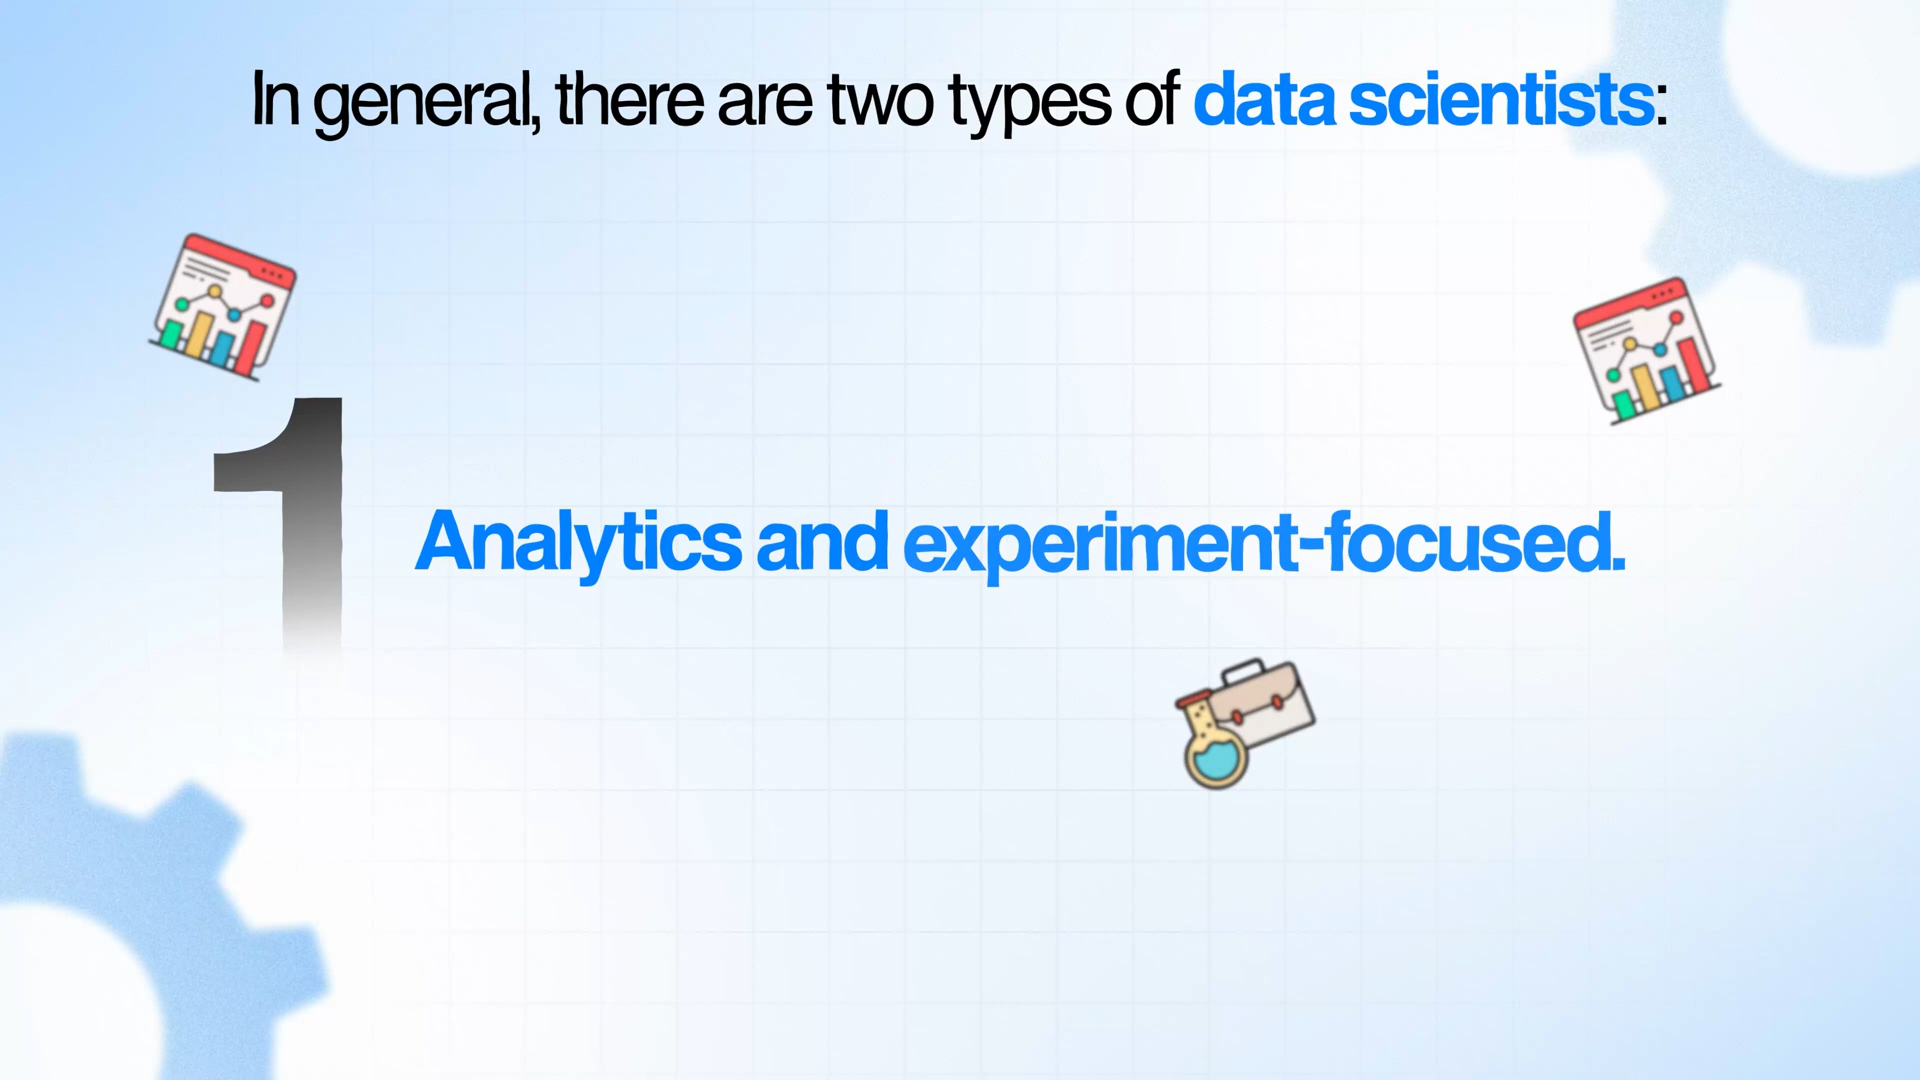 In general, there are two types of data scientists:
1
Analytics and experiment-focused.